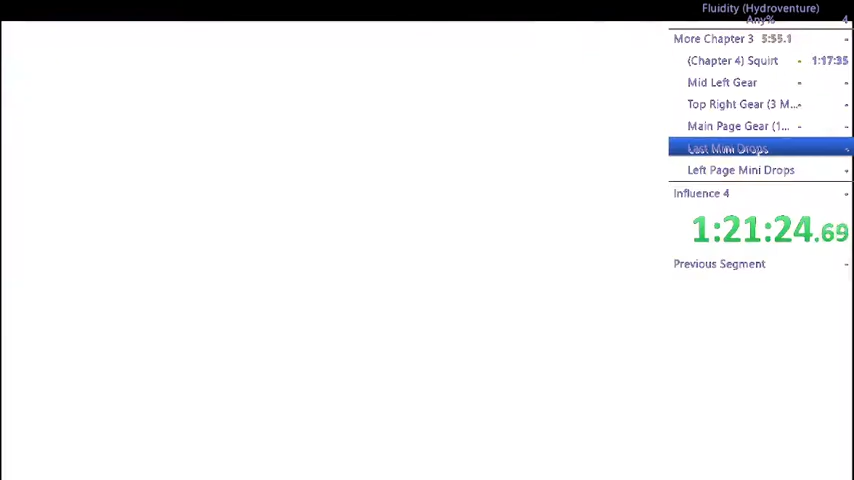 Fluidity (Hydroventure)
Any% 4
More Chapter 3 5:55.1 -
(Chapter 4) Squirt - 1:17:35
Mid Left Gear - -
Top Right Gear (3 M... - -
Main Page Gear (1... - -
Last Mini Drops -
Left Page Mini Drops -
Influence 4 -
1:21:24.69
Previous Segment -